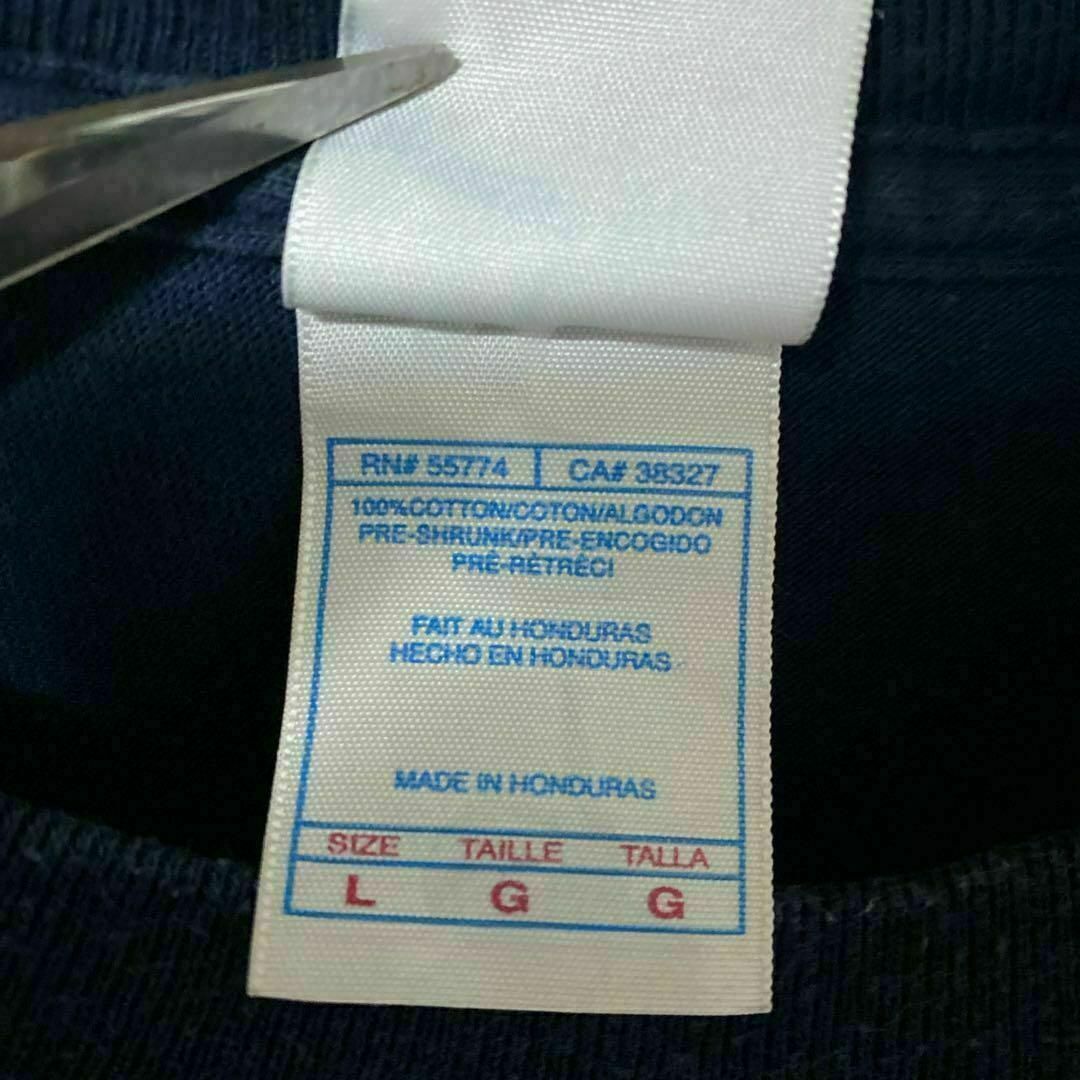 RN# 55774 CA# 38327
100%COTTON/COTON/ALGODON
PRE-SHRUNK/PRE-ENCOGIDO
PRÉ-RÉTRÉCI
FAIT AU HONDURAS
HECHO EN HONDURAS
MADE IN HONDURAS
SIZE TAILLE TALLA
L G G